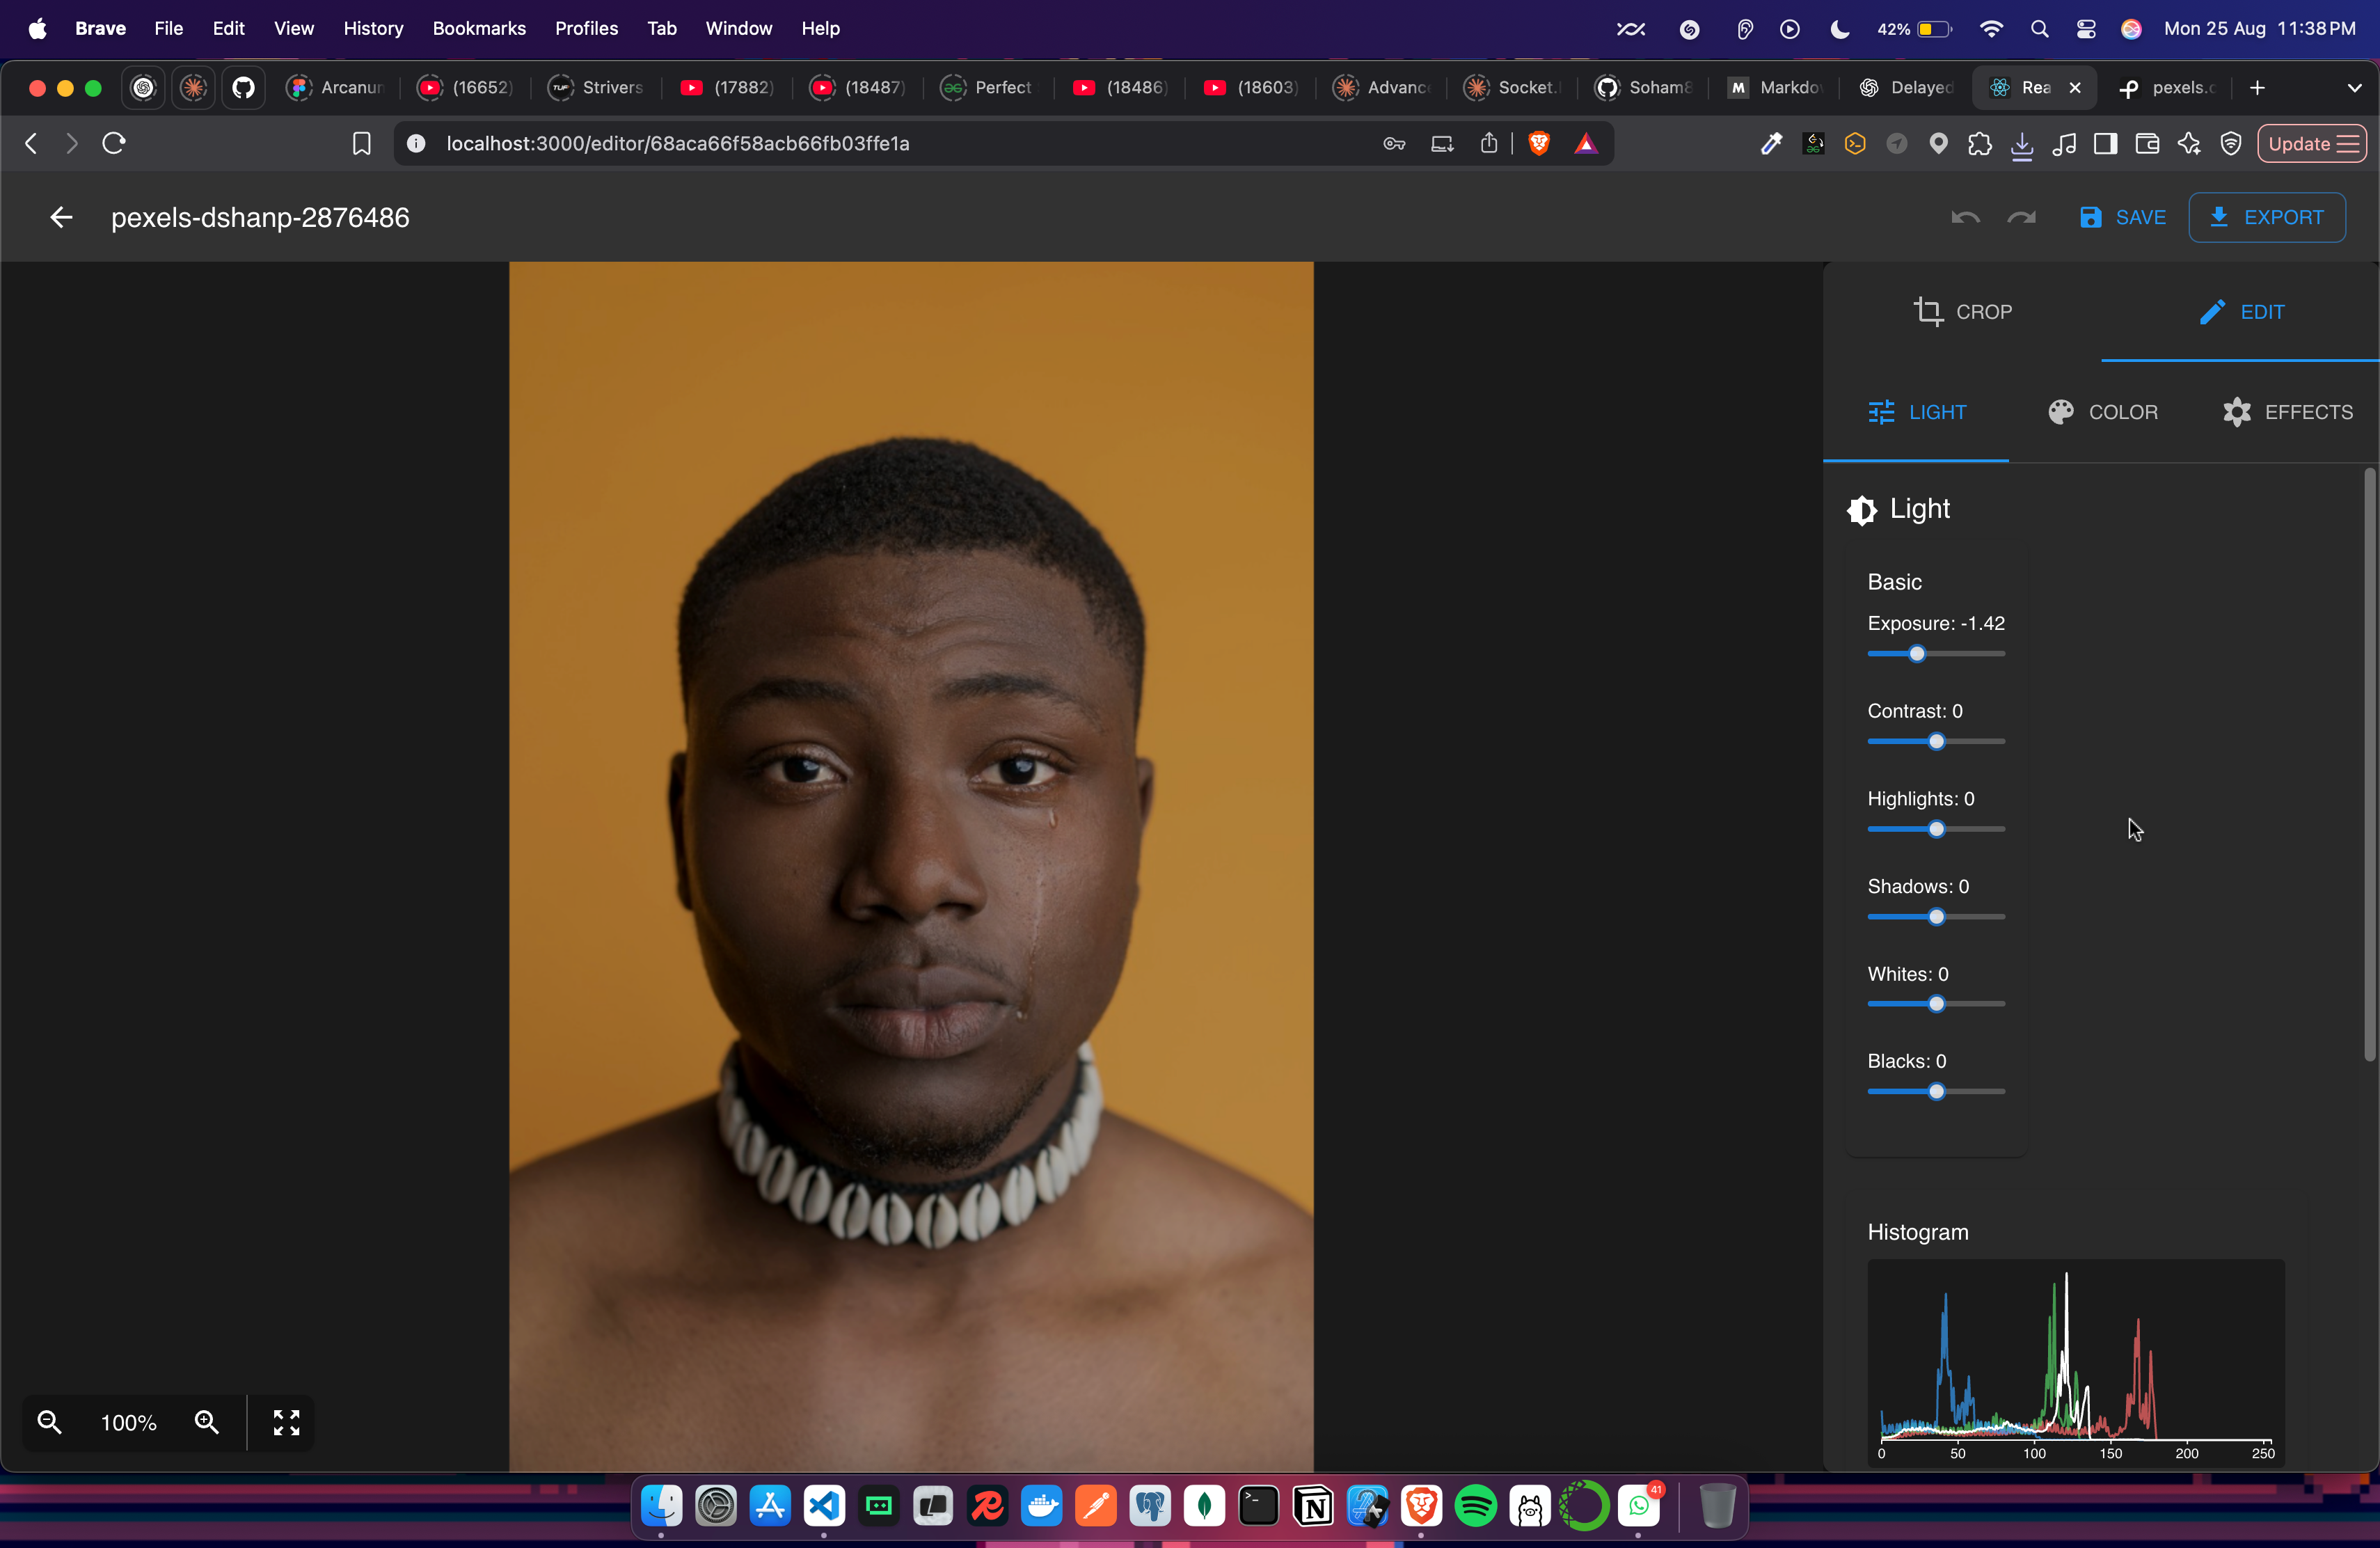 Brave File Edit View History Bookmarks Profiles Tab Window Help 42% Mon 25 Aug 11:38 PM
Arcanum (16652) Strivers (17882) (18487) Perfect (18486) (18603) Advance Socket. Soham8 M Markdo Delayed Rea pexels.c
localhost:3000/editor/68aca66f58acb66fb03ffe1a Update
pexels-dshanp-2876486 SAVE EXPORT
CROP EDIT
LIGHT COLOR EFFECTS
Light
Basic
Exposure: -1.42
Contrast: 0
Highlights: 0
Shadows: 0
Whites: 0
Blacks: 0
Histogram
0 50 100 150 200 250
100%
41